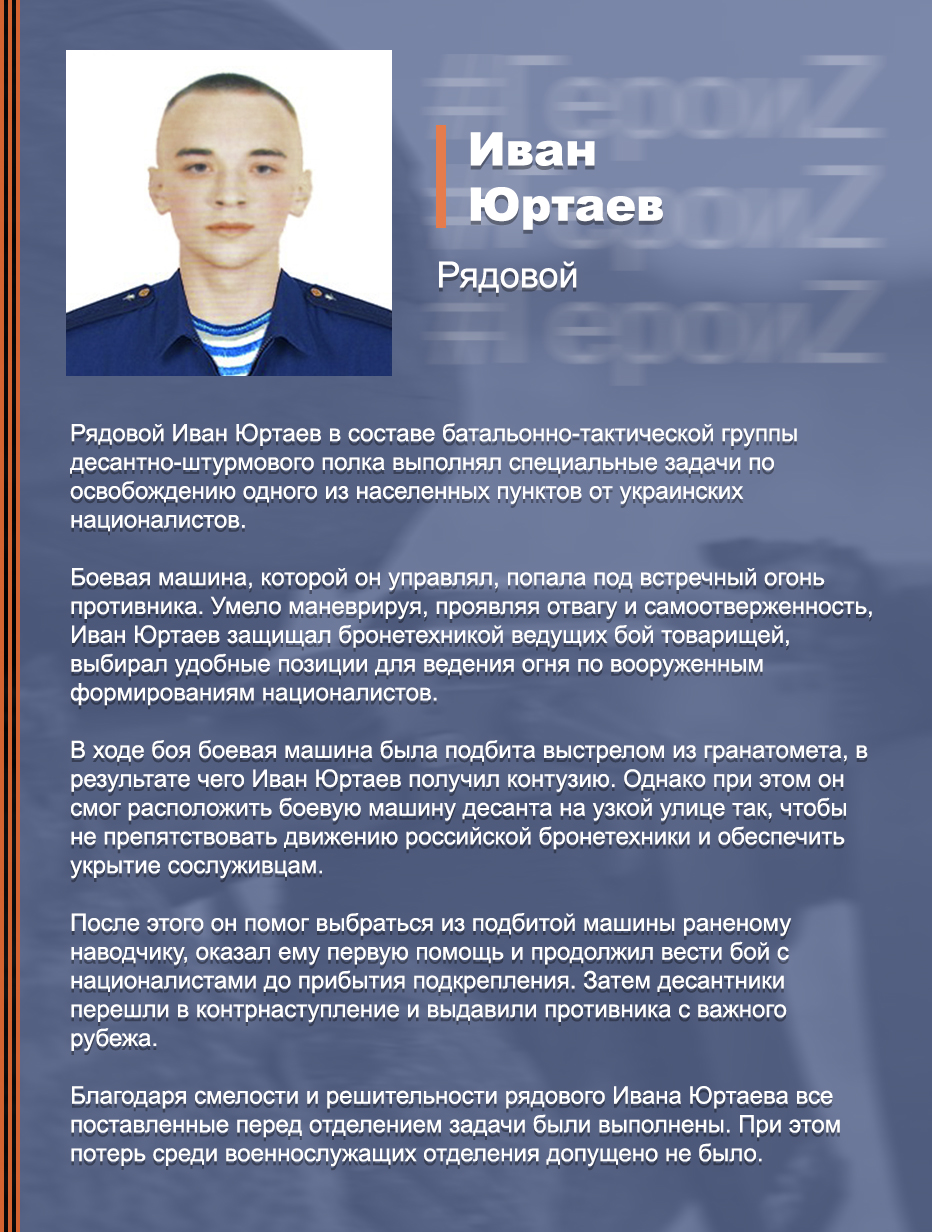 #ГероиZ
#ГероиZ
#ГероиZ
Иван
Юртаев
Рядовой
Рядовой Иван Юртаев в составе батальонно-тактической группы
десантно-штурмового полка выполнял специальные задачи по
освобождению одного из населенных пунктов от украинских
националистов.
Боевая машина, которой он управлял, попала под встречный огонь
противника. Умело маневрируя, проявляя отвагу и самоотверженность,
Иван Юртаев защищал бронетехникой ведущих бой товарищей,
выбирал удобные позиции для ведения огня по вооруженным
формированиям националистов.
В ходе боя боевая машина была подбита выстрелом из гранатомета, в
результате чего Иван Юртаев получил контузию. Однако при этом он
смог расположить боевую машину десанта на узкой улице так, чтобы
не препятствовать движению российской бронетехники и обеспечить
укрытие сослуживцам.
После этого он помог выбраться из подбитой машины раненому
наводчику, оказал ему первую помощь и продолжил вести бой с
националистами до прибытия подкрепления. Затем десантники
перешли в контрнаступление и выдавили противника с важного
рубежа.
Благодаря смелости и решительности рядового Ивана Юртаева все
поставленные перед отделением задачи были выполнены. При этом
потерь среди военнослужащих отделения допущено не было.